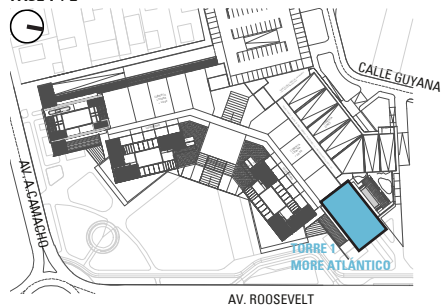 CALLE GUYANA
AV. A.CAMACHO
TORRE 1
MORE ATLÁNTICO
AV. ROOSEVELT